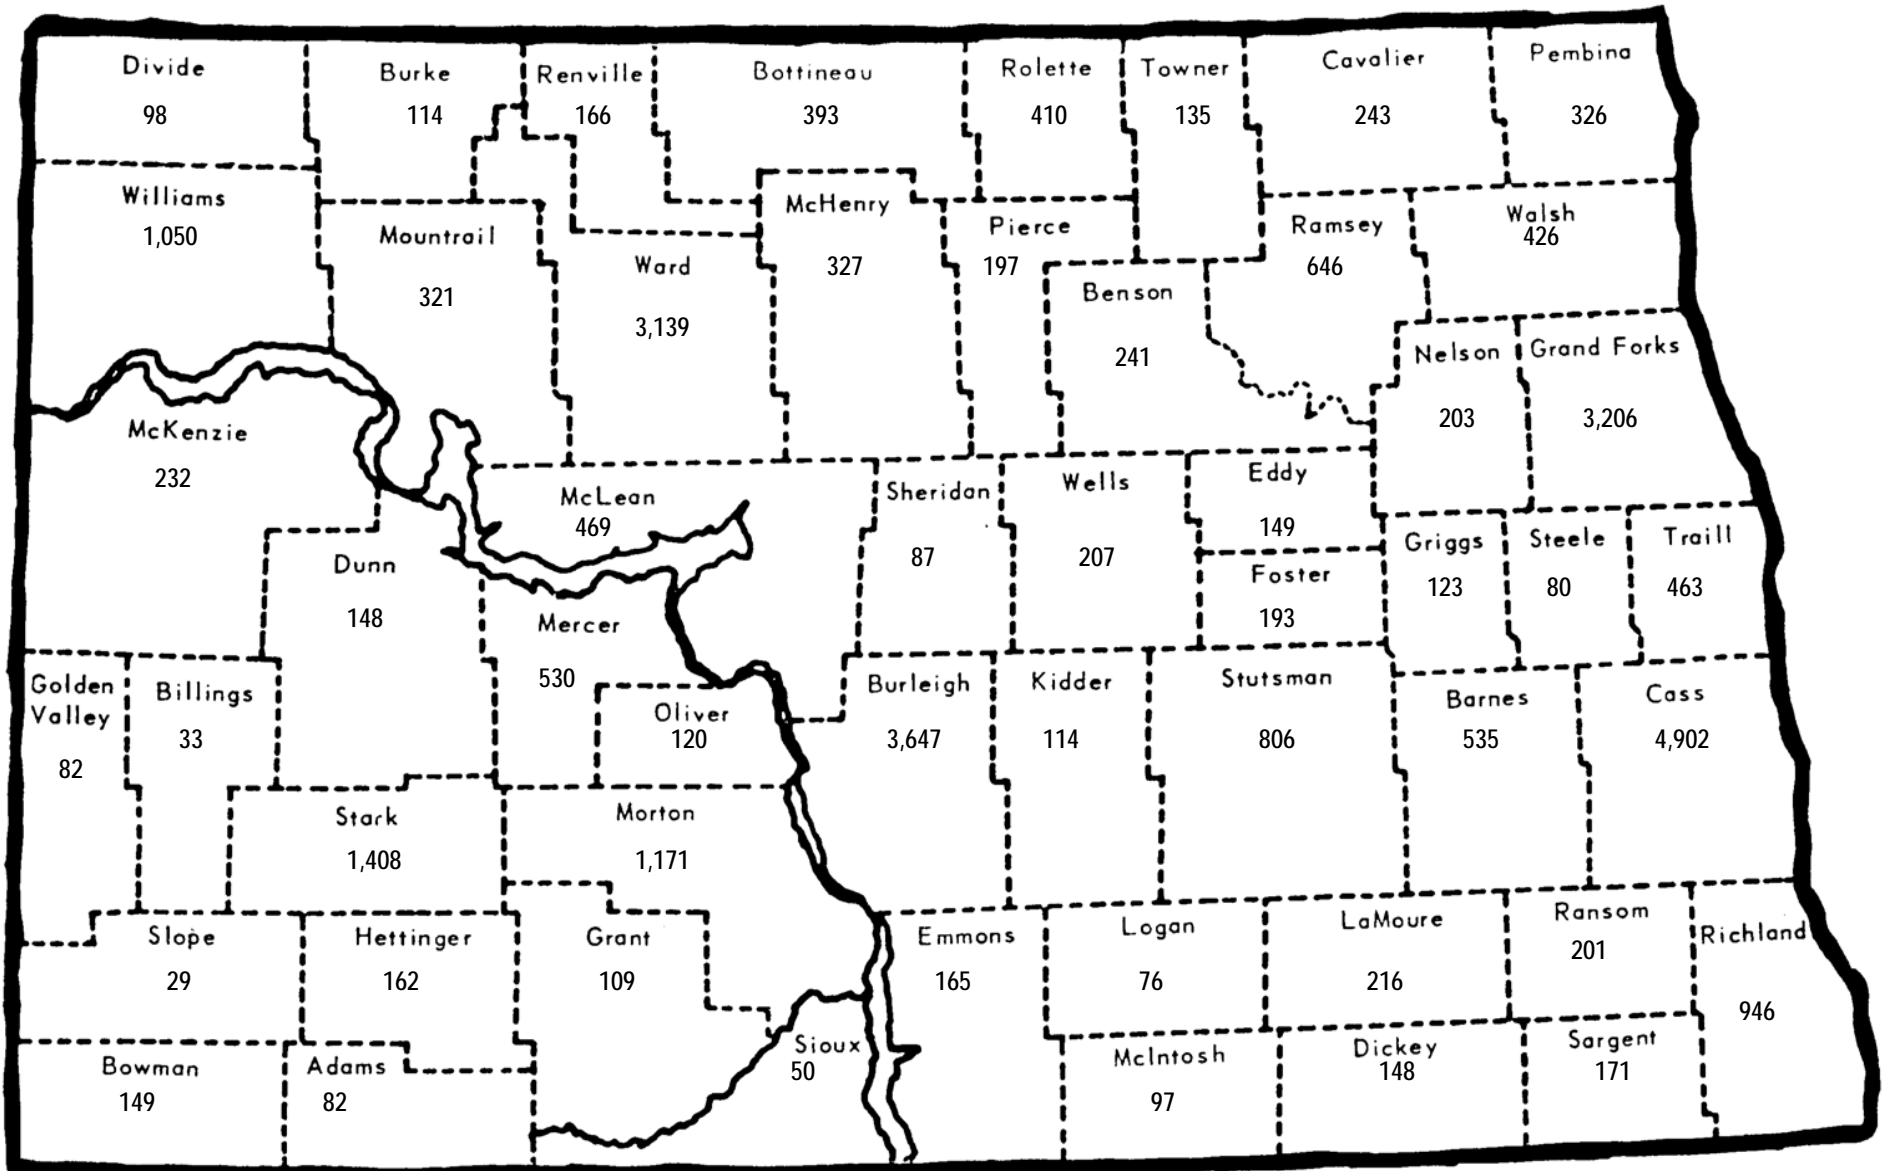 Divide
98
Burke
114
Renville
166
Bottineau
393
Rolette
410
Towner
135
Cavalier
243
Pembina
326
Williams
1,050
Mountrail
321
Ward
3,139
McHenry
327
Pierce
197
Benson
241
Ramsey
646
Walsh
426
Nelson
203
Grand Forks
3,206
McKenzie
232
Dunn
148
McLean
469
Mercer
530
Oliver
120
Sheridan
87
Wells
207
Eddy
149
Foster
193
Griggs
123
Steele
80
Traill
463
Golden
Valley
82
Billings
33
Stark
1,408
Morton
1,171
Burleigh
3,647
Kidder
114
Stutsman
806
Barnes
535
Cass
4,902
Slope
29
Hettinger
162
Grant
109
Sioux
50
Emmons
165
Logan
76
LaMoure
216
Ransom
201
Richland
946
Bowman
149
Adams
82
McIntosh
97
Dickey
148
Sargent
171